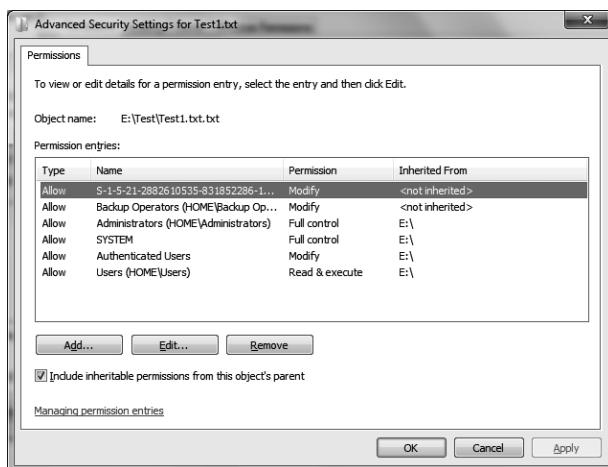 Advanced Security Settings for Test1.txt
Permissions
To view or edit details for a permission entry, select the entry and then click Edit.
Object name: E:\Test\Test1.txt.txt
Permission entries:
Type Name Permission Inherited From
Allow S-1-5-21-2882610535-831852286-1... Modify <not inherited>
Allow Backup Operators (HOME\Backup Op... Modify <not inherited>
Allow Administrators (HOME\Administrators) Full control E:\
Allow SYSTEM Full control E:\
Allow Authenticated Users Modify E:\
Allow Users (HOME\Users) Read & execute E:\
Add... Edit... Remove
Include inheritable permissions from this object's parent
Managing permission entries
OK Cancel Apply